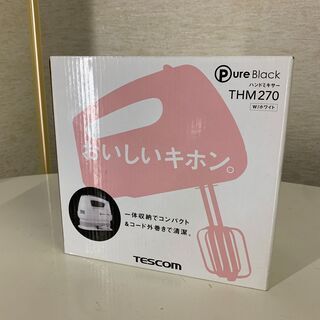 Pure Black
ハンドミキサー
THM270
W/ホワイト
おいしいキホン。
一体収納でコンパクト
&コード外巻きで清潔。
TESCOM